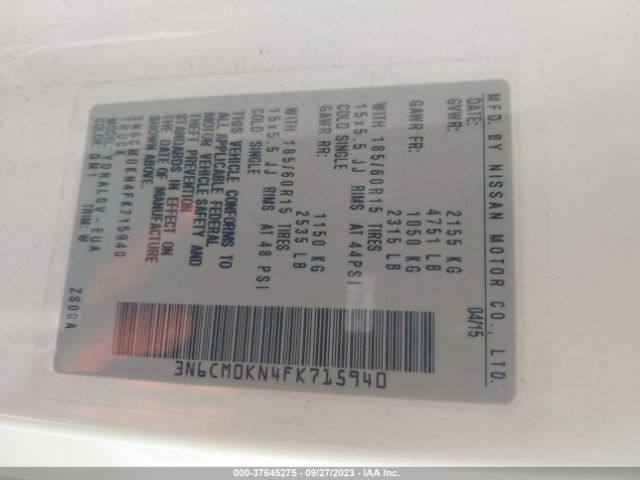 MFD. BY NISSAN MOTOR CO., LTD.
DATE: 04/15
GVWR: 2155 KG
4751 LB
GAWR FR: 1050 KG
2315 LB
WITH 185/60R15 TIRES
15x5.5 JJ RIMS AT 44PSI
COLD SINGLE
GAWR RR: 1150 KG
2535 LB
WITH 185/60R15 TIRES
15x5.5 JJ RIMS AT 48 PSI
COLD SINGLE
THIS VEHICLE CONFORMS TO
ALL APPLICABLE FEDERAL
MOTOR VEHICLE SAFETY AND
THEFT PREVENTION
STANDARDS IN EFFECT ON
THE DATE OF MANUFACTURE
SHOWN ABOVE.
3N6CM0KN4FK715940
TRUCK
MODEL: YDRALGV-EUA
COLOR: QM1 TRIM: W
ZS00A
3N6CM0KN4FK715940
000-37645275 - 09/27/2023 - IAA Inc.